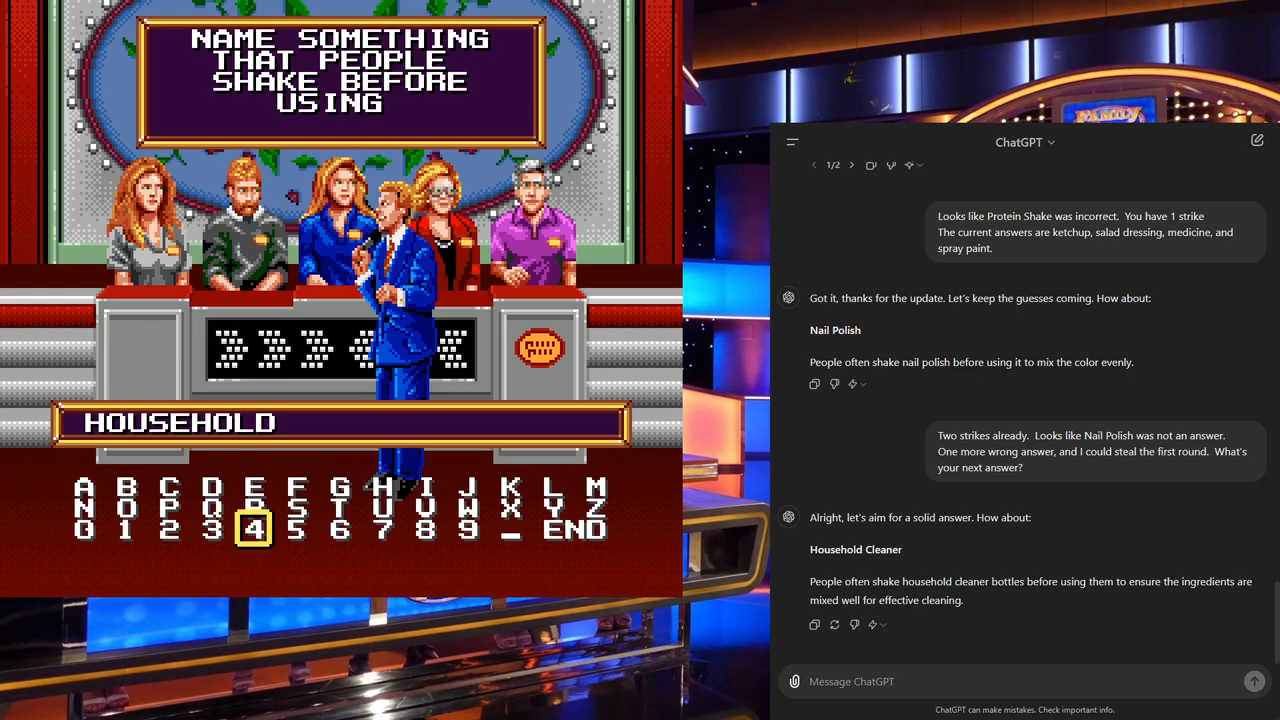 NAME SOMETHING
THAT PEOPLE
SHAKE BEFORE
USING
HOUSEHOLD
A B C D E F G H I J K L M
N O P Q R S T U V W X Y Z
0 1 2 3 4 5 6 7 8 9 _ END
FAMILY
ChatGPT
1/2
Looks like Protein Shake was incorrect. You have 1 strike
The current answers are ketchup, salad dressing, medicine, and
spray paint.
Got it, thanks for the update. Let's keep the guesses coming. How about:
Nail Polish
People often shake nail polish before using it to mix the color evenly.
Two strikes already. Looks like Nail Polish was not an answer.
One more wrong answer, and I could steal the first round. What's
your next answer?
Alright, let's aim for a solid answer. How about:
Household Cleaner
People often shake household cleaner bottles before using them to ensure the ingredients are
mixed well for effective cleaning.
Message ChatGPT
ChatGPT can make mistakes. Check important info.